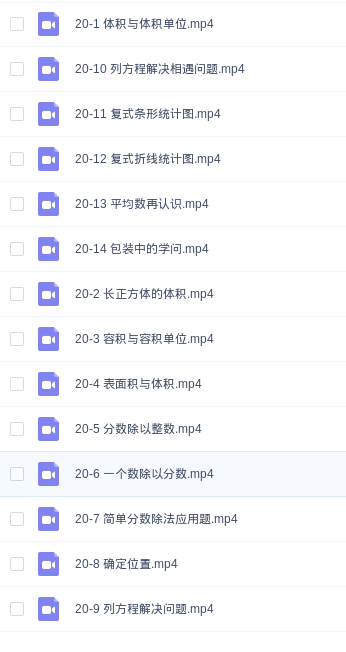 20-1 体积与体积单位.mp4
20-10 列方程解决相遇问题.mp4
20-11 复式条形统计图.mp4
20-12 复式折线统计图.mp4
20-13 平均数再认识.mp4
20-14 包装中的学问.mp4
20-2 长正方体的体积.mp4
20-3 容积与容积单位.mp4
20-4 表面积与体积.mp4
20-5 分数除以整数.mp4
20-6 一个数除以分数.mp4
20-7 简单分数除法应用题.mp4
20-8 确定位置.mp4
20-9 列方程解决问题.mp4